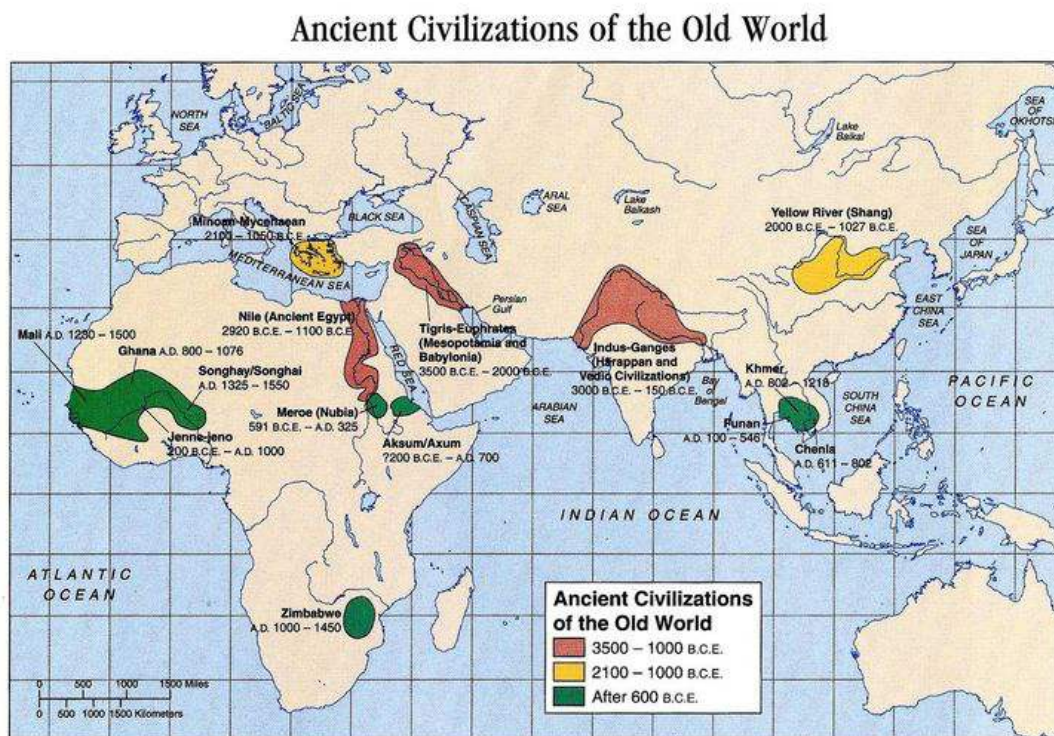 Ancient Civilizations of the Old World
NORTH
SEA
BALTIC SEA
SEA
OF
OKHOTSK
Lake
Baikal
ARAL
SEA
Lake
Balkash
BLACK SEA
CASPIAN SEA
Minoan-Mycenaean
2100 – 1050 B.C.E.
MEDITERRANEAN SEA
Yellow River (Shang)
2000 B.C.E. – 1027 B.C.E.
SEA
OF
JAPAN
EAST
CHINA
SEA
Persian
Gulf
Nile (Ancient Egypt)
2920 B.C.E. – 1100 B.C.E.
Tigris-Euphrates
(Mesopotamia and
Babylonia)
3500 B.C.E. – 2000 B.C.E.
RED SEA
Indus-Ganges
(Harappan and
Vedic Civilizations)
3000 B.C.E. – 150 B.C.E.
Mali A.D. 1230 – 1500
Ghana A.D. 800 – 1076
Songhay/Songhai
A.D. 1325 – 1550
Jenne-jeno
200 B.C.E. – A.D. 1000
Meroe (Nubia)
591 B.C.E. – A.D. 325
Aksum/Axum
?200 B.C.E. – A.D. 700
ARABIAN
SEA
Bay
of
Bengal
Khmer
A.D. 802 – 1218
Funan
A.D. 100 – 546
Chenla
A.D. 611 – 802
SOUTH
CHINA
SEA
PACIFIC
OCEAN
INDIAN OCEAN
ATLANTIC
OCEAN
Zimbabwe
A.D. 1000 – 1450
Ancient Civilizations
of the Old World
3500 – 1000 B.C.E.
2100 – 1000 B.C.E.
After 600 B.C.E.
0 500 1000 1500 Miles
0 500 1000 1500 Kilometers